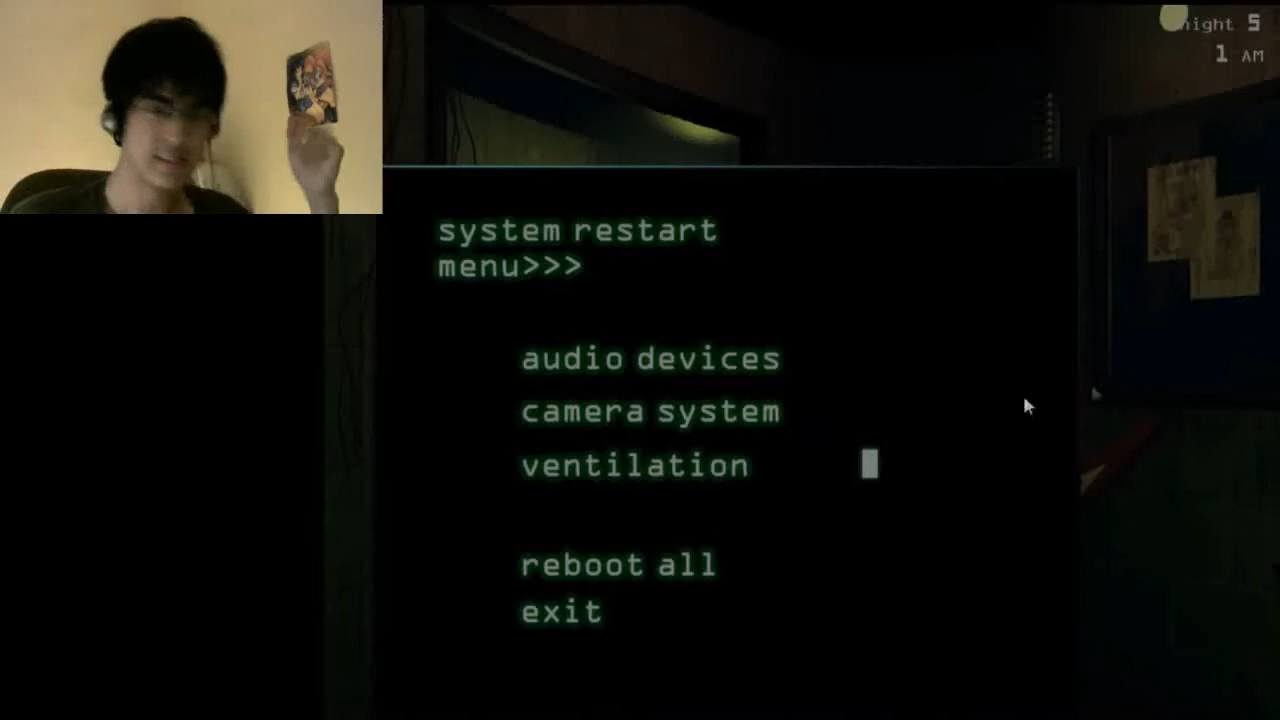 night 5
1 AM
system restart
menu>>>
audio devices
camera system
ventilation
reboot all
exit